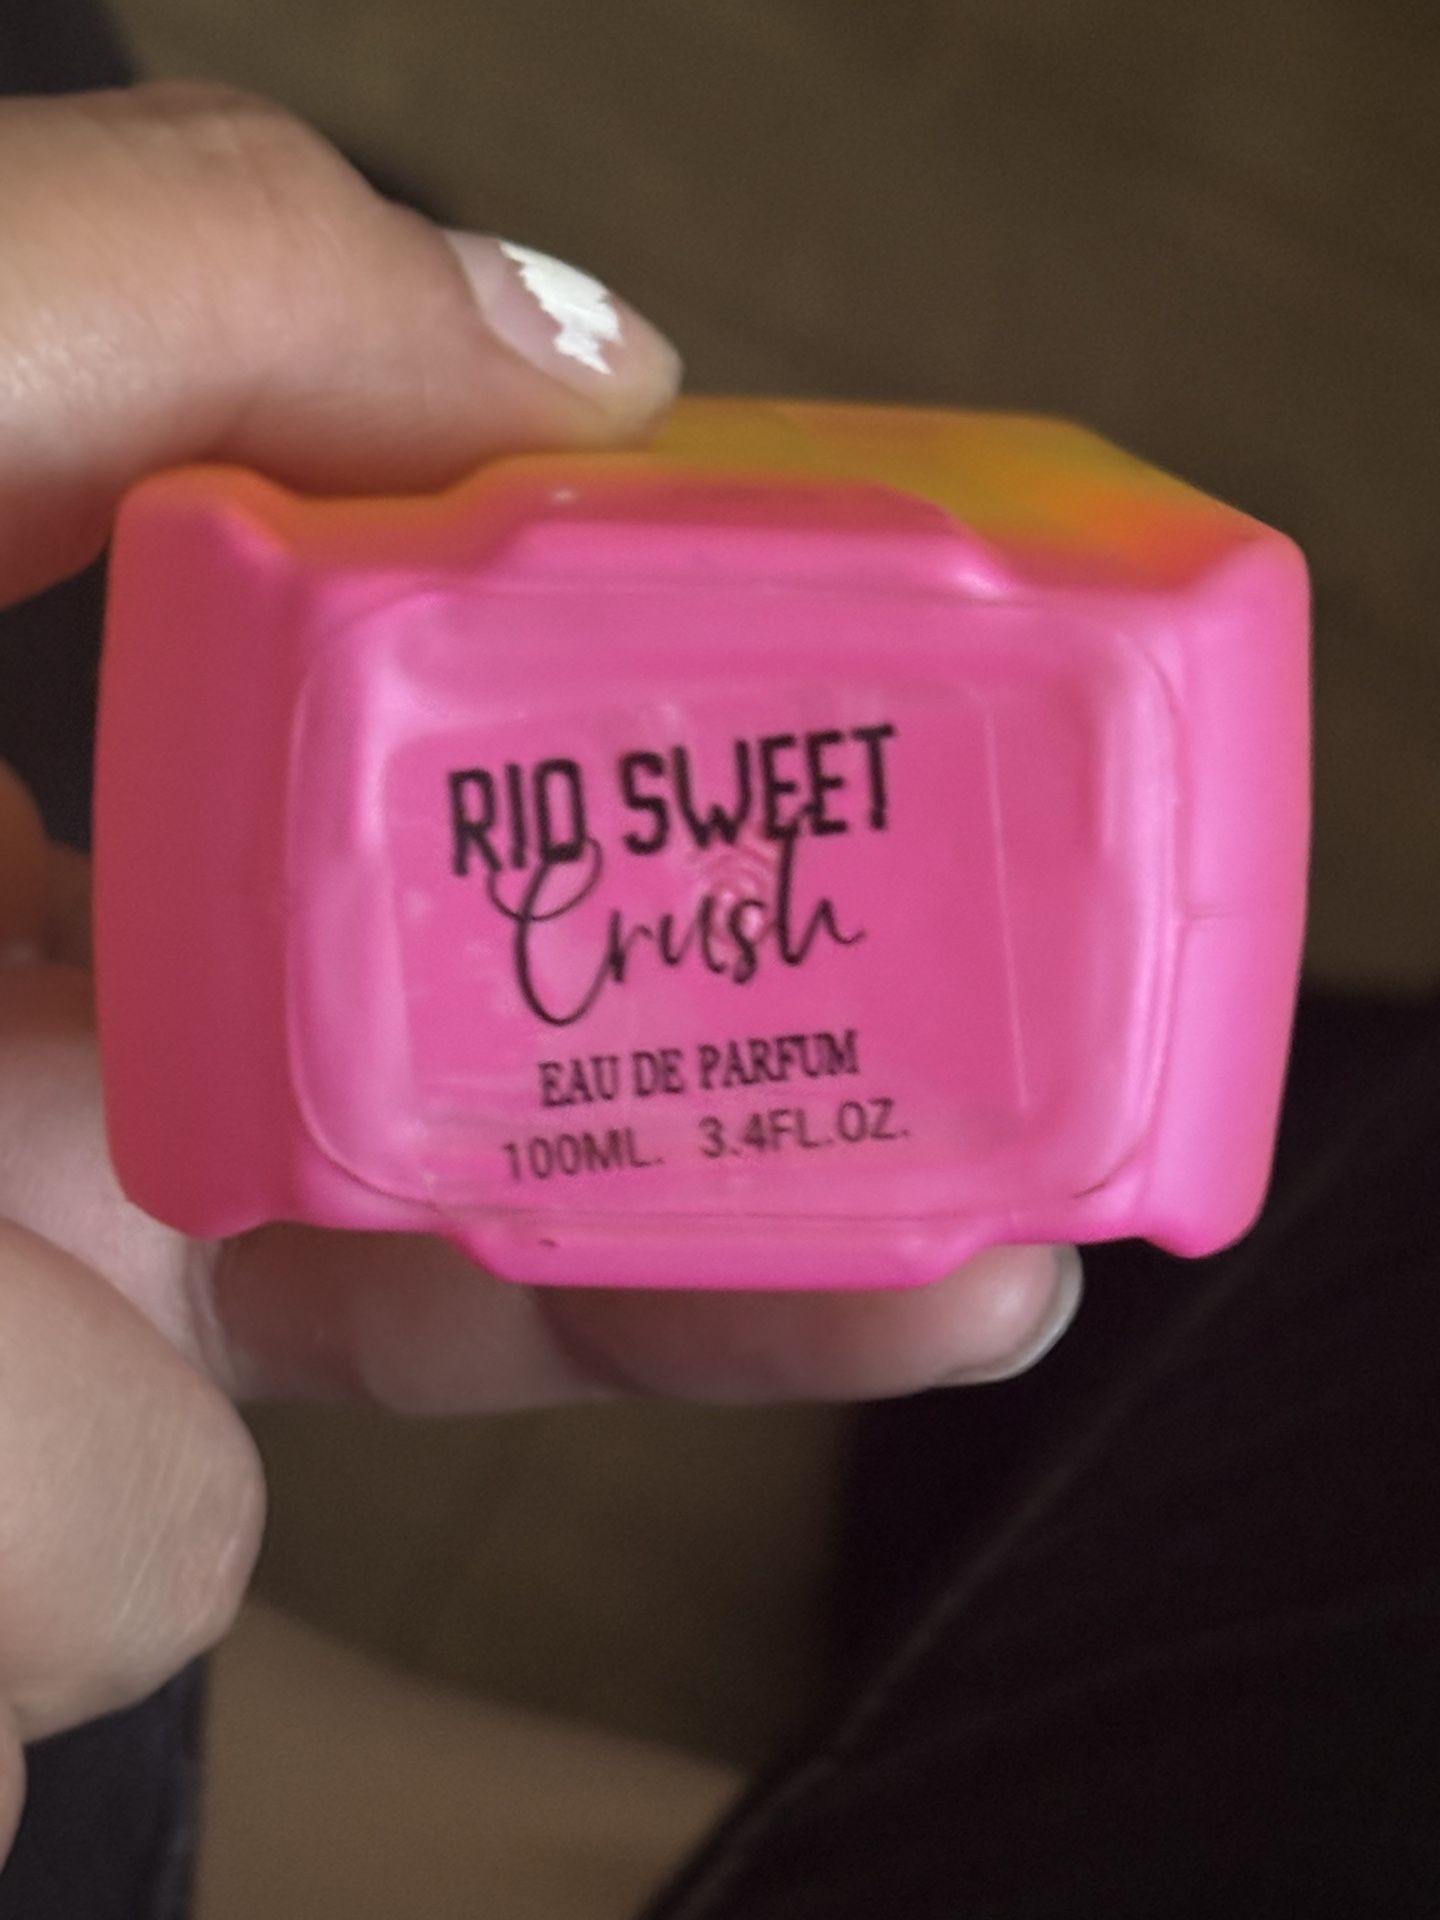 RIO SWEET
Crush
EAU DE PARFUM
100ML. 3.4FL.OZ.